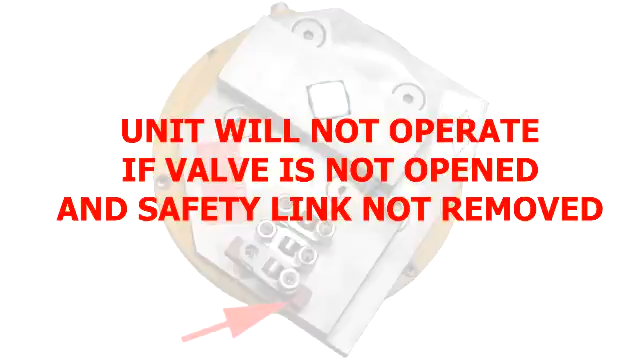 UNIT WILL NOT OPERATE
IF VALVE IS NOT OPENED
AND SAFETY LINK NOT REMOVED